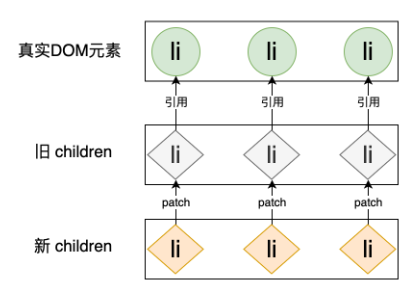 真实DOM元素 li li li
引用 引用 引用
旧 children li li li
patch patch patch
新 children li li li